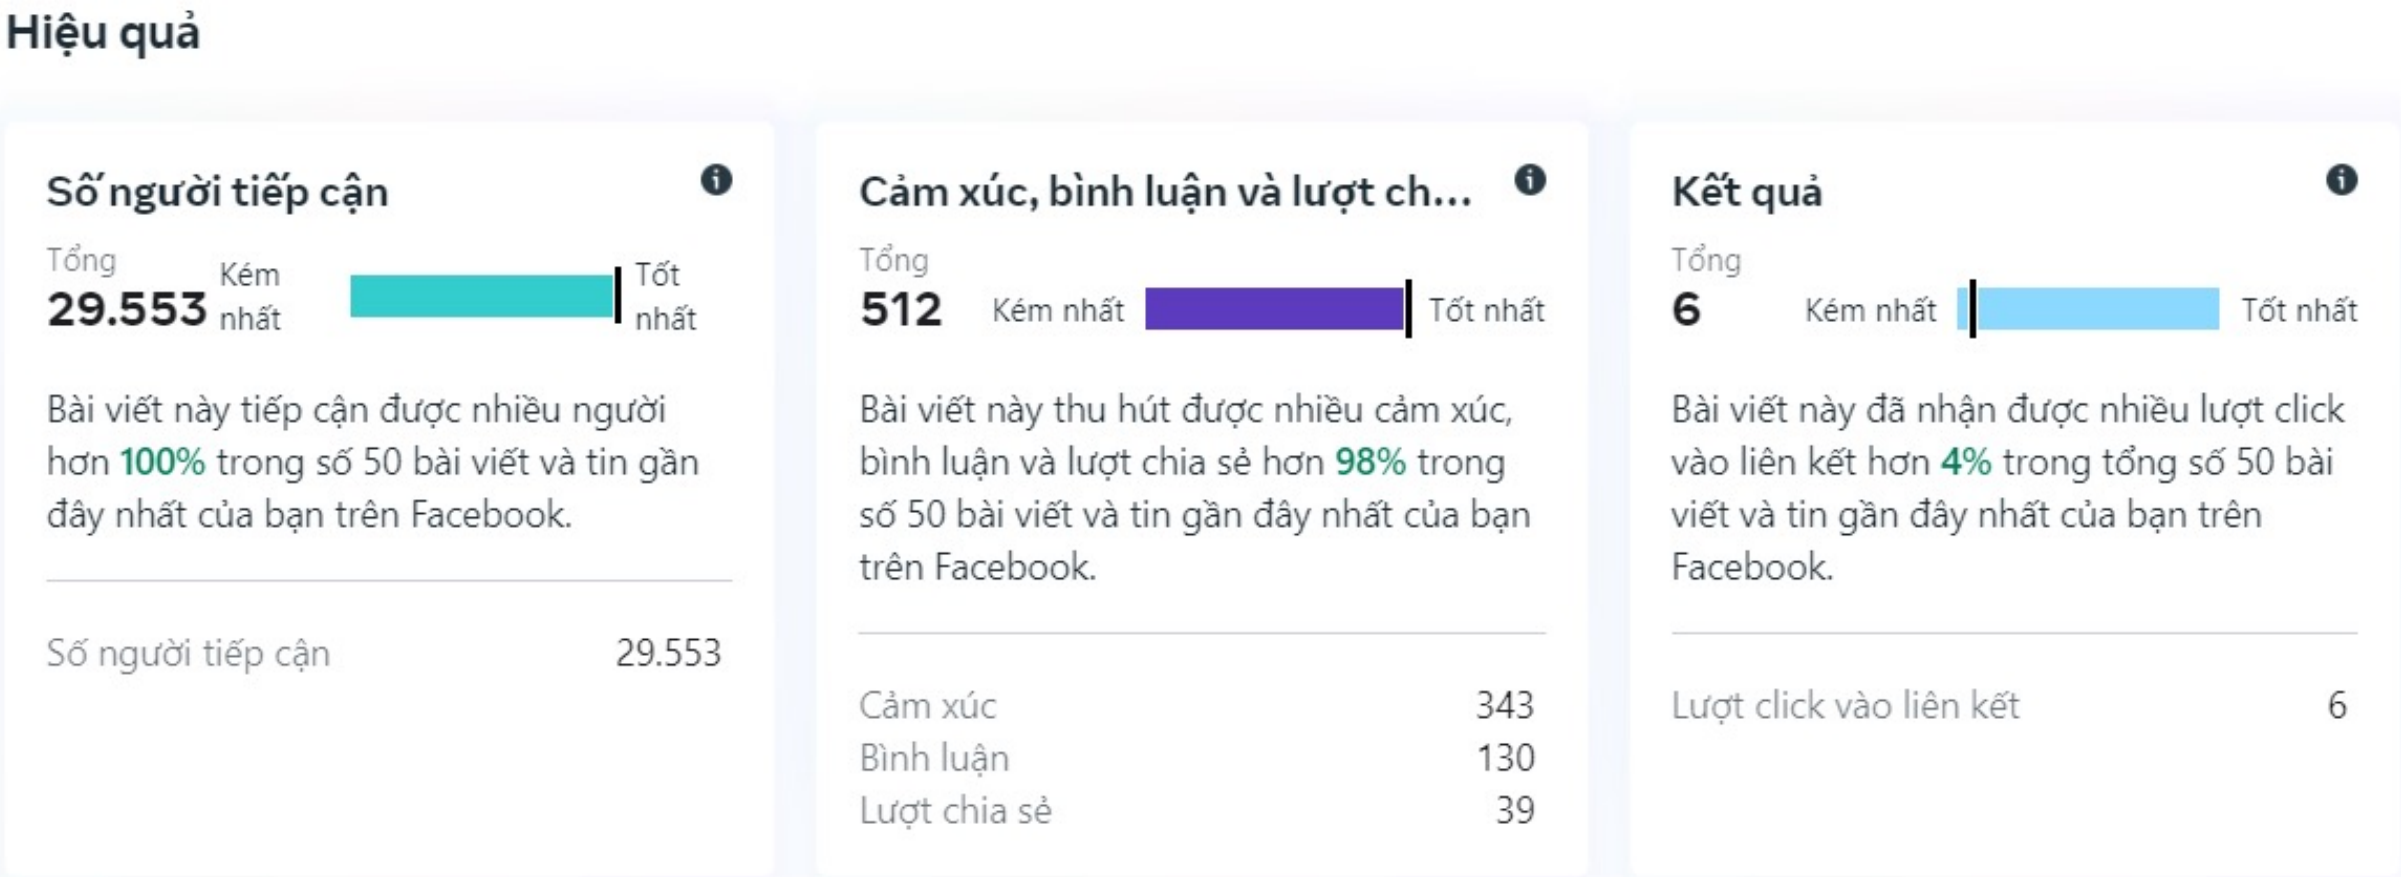 Hiệu quả
Số người tiếp cận
Tổng
29.553
Kém
nhất
Tốt
nhất
Bài viết này tiếp cận được nhiều người
hơn 100% trong số 50 bài viết và tin gần
đây nhất của bạn trên Facebook.
Số người tiếp cận 29.553
Cảm xúc, bình luận và lượt ch...
Tổng
512 Kém nhất Tốt nhất
Bài viết này thu hút được nhiều cảm xúc,
bình luận và lượt chia sẻ hơn 98% trong
số 50 bài viết và tin gần đây nhất của bạn
trên Facebook.
Cảm xúc 343
Bình luận 130
Lượt chia sẻ 39
Kết quả
Tổng
6 Kém nhất Tốt nhất
Bài viết này đã nhận được nhiều lượt click
vào liên kết hơn 4% trong tổng số 50 bài
viết và tin gần đây nhất của bạn trên
Facebook.
Lượt click vào liên kết 6